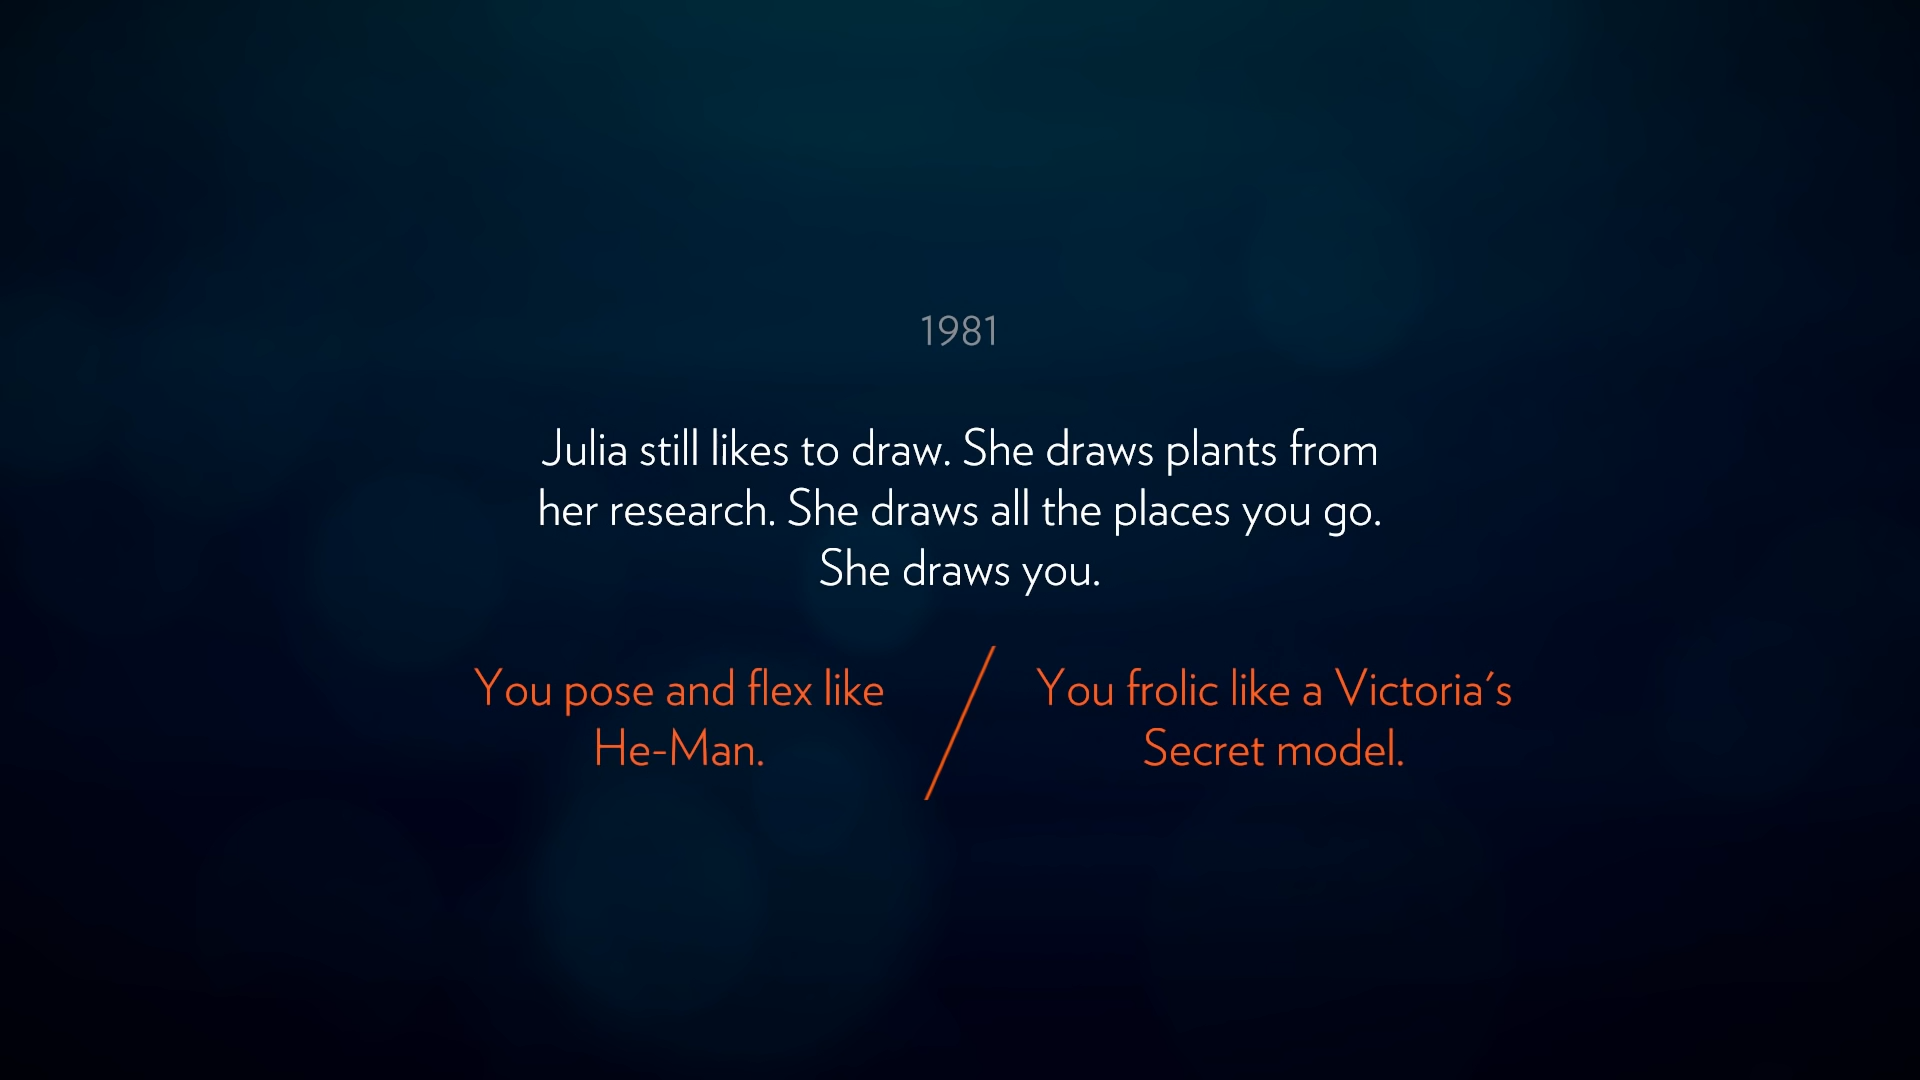 1981
Julia still likes to draw. She draws plants from
her research. She draws all the places you go.
She draws you.
You pose and flex like
He-Man.
You frolic like a Victoria's
Secret model.